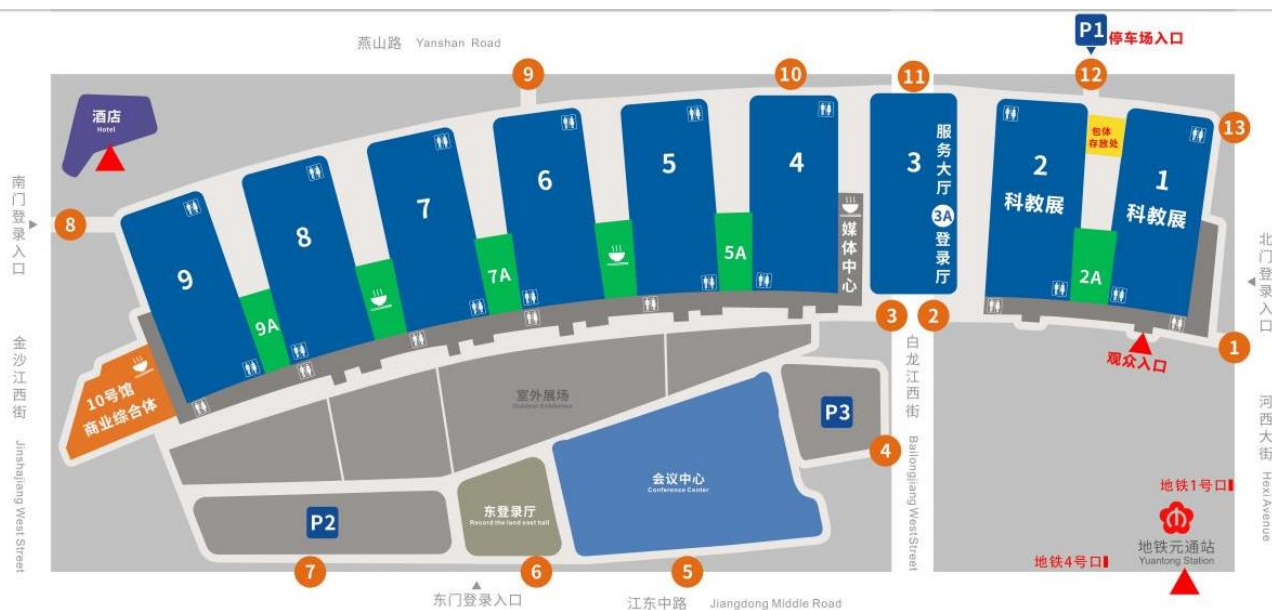 燕山路 Yanshan Road
P1 停车场入口
9
10
11
12
13
酒店
Hotel
南门登录入口
8
9
8
7
6
5
4
3
服务大厅
3A
登录厅
2
科教展
包体
存放处
1
科教展
9A
7A
5A
媒体中心
2A
北门登录入口
3
2
1
观众入口
金沙江西街 Jinshajiang West Street
10号馆
商业综合体
室外展场
Outdoor Exhibition
P3
4
白龙江西街 Bailongjiang West Street
河西大街 Hexi Avenue
会议中心
Conference Center
东登录厅
Record the land east hall
P2
地铁1号口
地铁元通站
Yuantong Station
地铁4号口
7
6
5
东门登录入口
江东中路 Jiangdong Middle Road